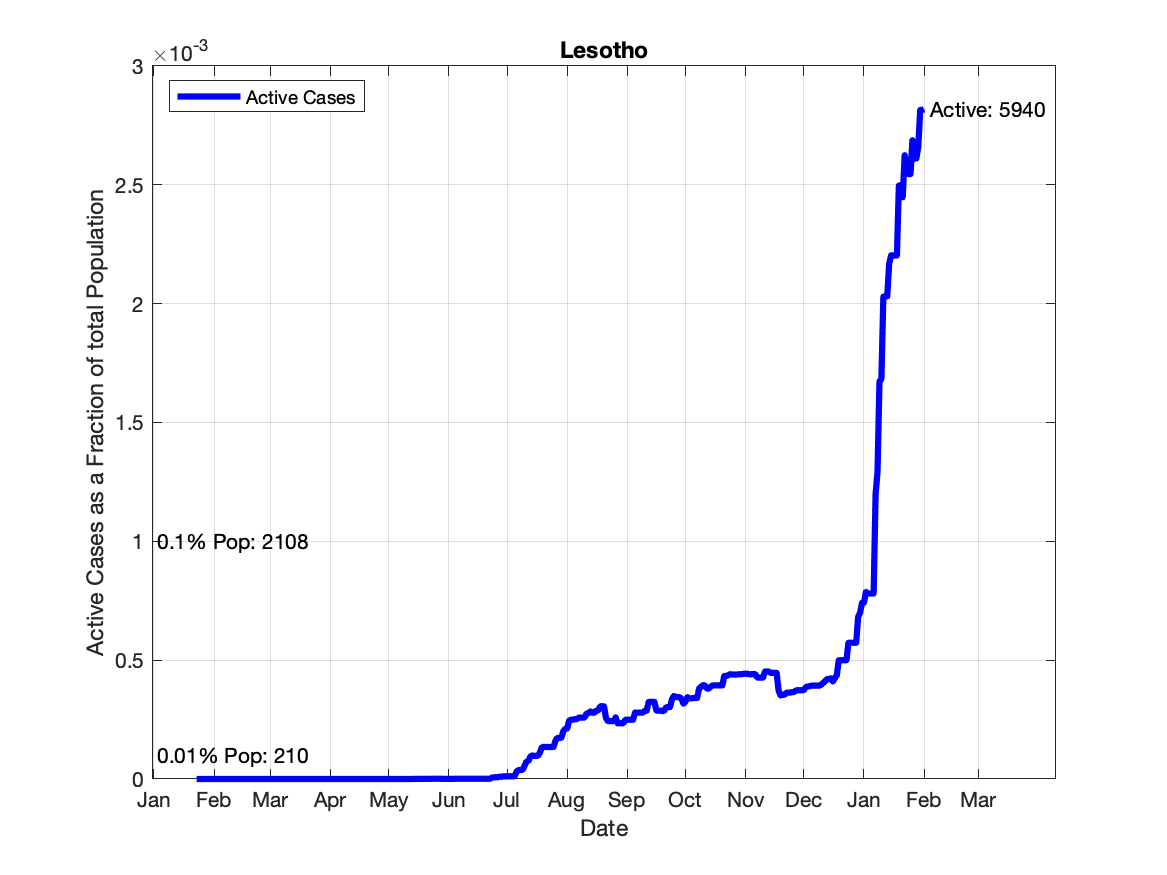 Lesotho
×10-3
3
Active Cases
Active: 5940
2.5
2
1.5
1
0.1% Pop: 2108
0.5
0.01% Pop: 210
0
Active Cases as a Fraction of total Population
Jan Feb Mar Apr May Jun Jul Aug Sep Oct Nov Dec Jan Feb Mar
Date